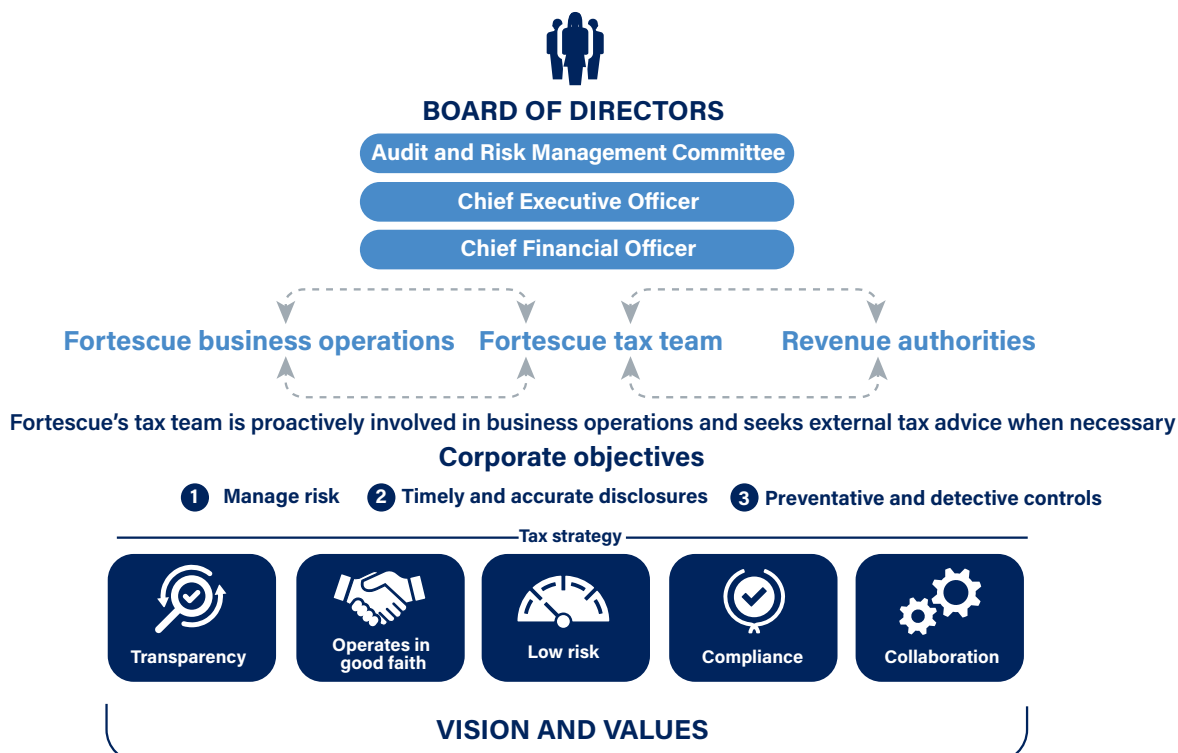 BOARD OF DIRECTORS
Audit and Risk Management Committee
Chief Executive Officer
Chief Financial Officer
Fortescue business operations
Fortescue tax team
Revenue authorities
Fortescue's tax team is proactively involved in business operations and seeks external tax advice when necessary
Corporate objectives
1 Manage risk
2 Timely and accurate disclosures
3 Preventative and detective controls
Tax strategy
Transparency
Operates in
good faith
Low risk
Compliance
Collaboration
VISION AND VALUES